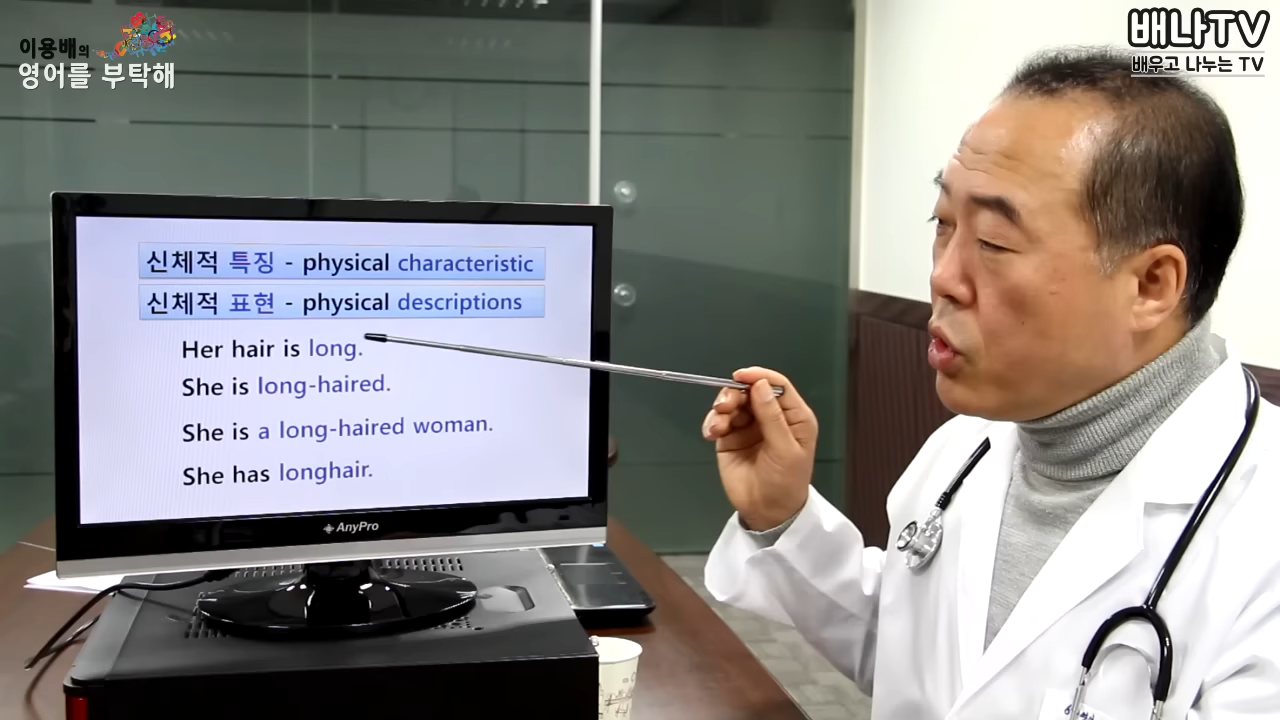 이용배의
영어를 부탁해
배나TV
배우고 나누는 TV
신체적 특징 - physical characteristic
신체적 표현 - physical descriptions
Her hair is long.
She is long-haired.
She is a long-haired woman.
She has longhair.
AnyPro